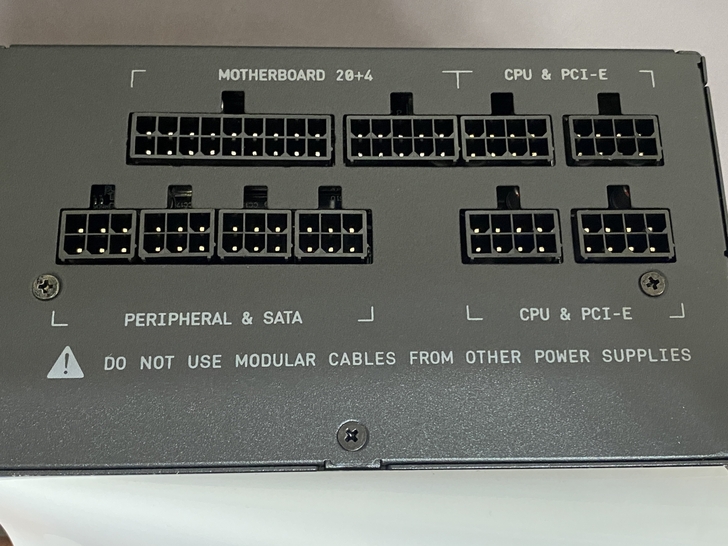 MOTHERBOARD 20+4
CPU & PCI-E
PERIPHERAL & SATA
CPU & PCI-E
DO NOT USE MODULAR CABLES FROM OTHER POWER SUPPLIES